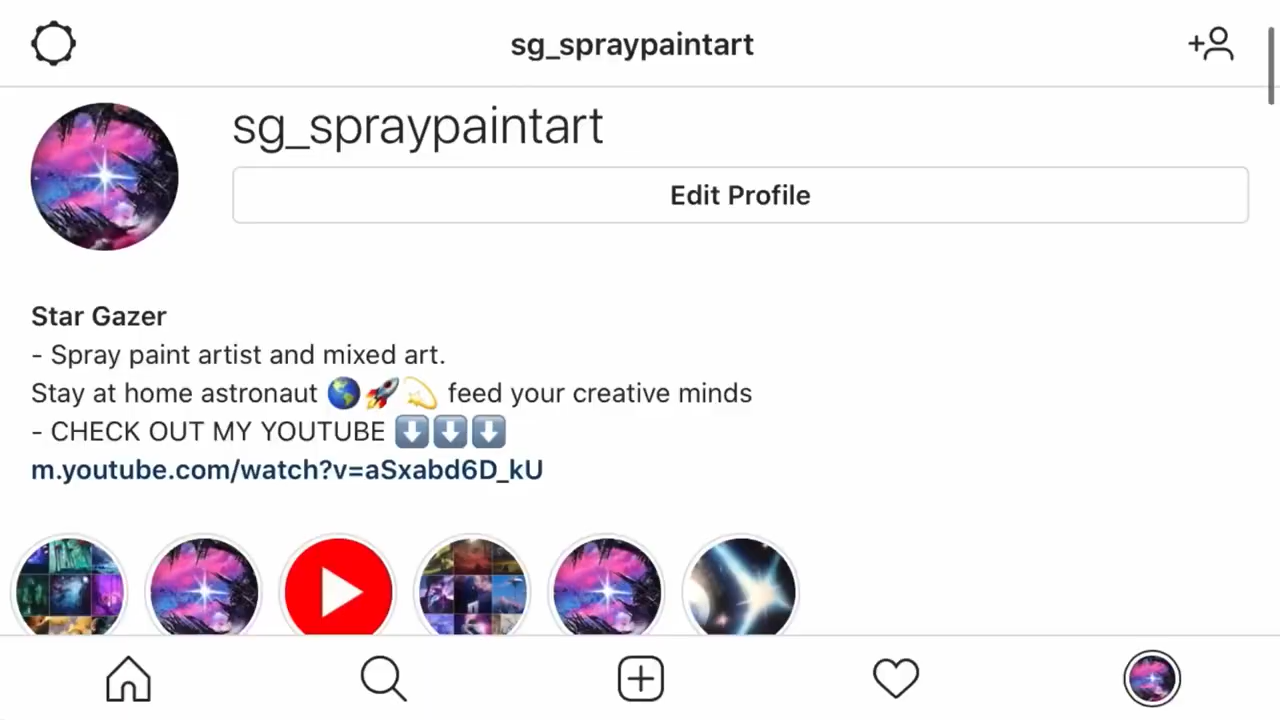 sg_spraypaintart
sg_spraypaintart
Edit Profile
Star Gazer
- Spray paint artist and mixed art.
Stay at home astronaut 🌎🚀💫 feed your creative minds
- CHECK OUT MY YOUTUBE ⬇️⬇️⬇️
m.youtube.com/watch?v=aSxabd6D_kU